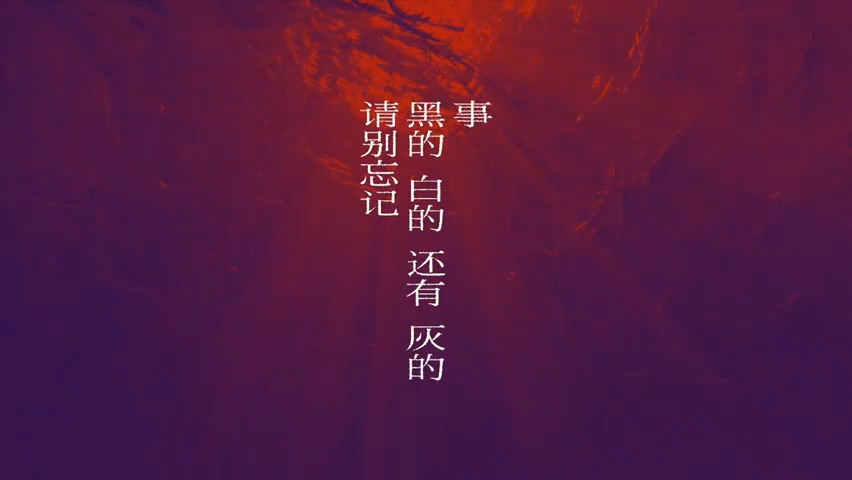 事
黑的 白的 还有 灰的
请别忘记